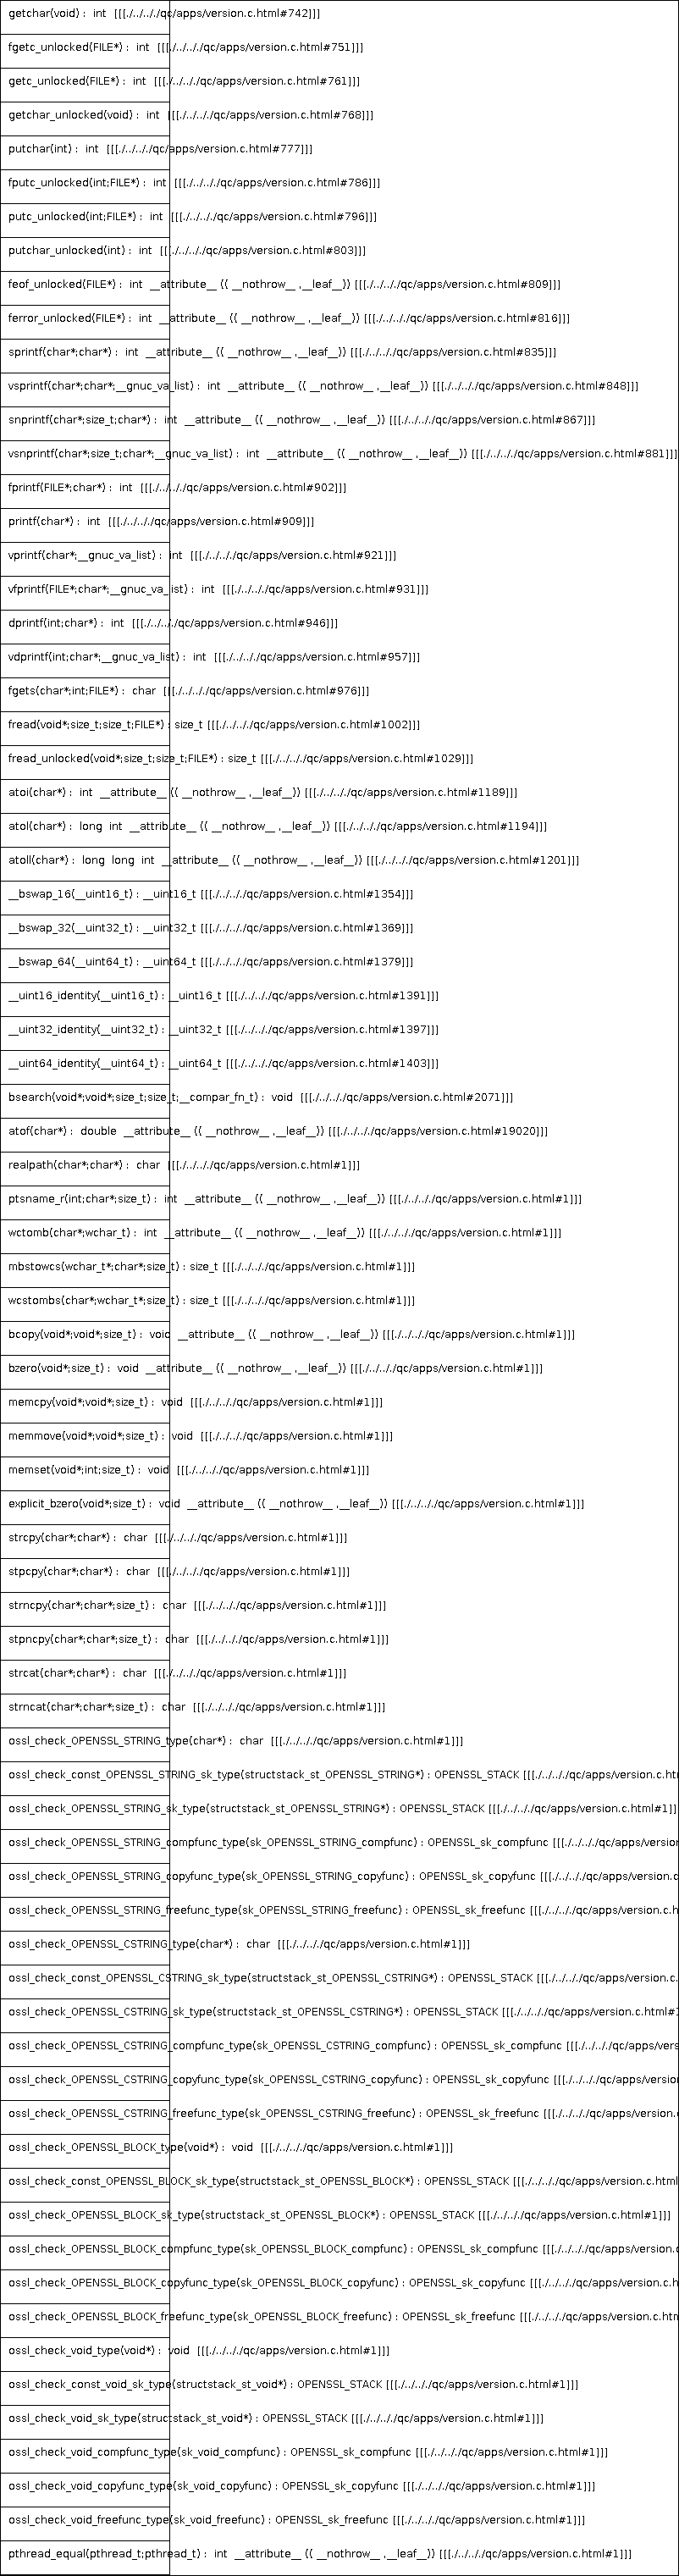 getchar(void) : int [[[./../././qc/apps/version.c.html#742]]]
fgetc_unlocked(FILE*) : int [[[./../././qc/apps/version.c.html#751]]]
getc_unlocked(FILE*) : int [[[./../././qc/apps/version.c.html#761]]]
getchar_unlocked(void) : int [[[./../././qc/apps/version.c.html#768]]]
putchar(int) : int [[[./../././qc/apps/version.c.html#777]]]
fputc_unlocked(int;FILE*) : int [[[./../././qc/apps/version.c.html#786]]]
putc_unlocked(int;FILE*) : int [[[./../././qc/apps/version.c.html#796]]]
putchar_unlocked(int) : int [[[./../././qc/apps/version.c.html#803]]]
feof_unlocked(FILE*) : int __attribute__ (( __nothrow__ ,__leaf__)) [[[./../././qc/apps/version.c.html#809]]]
ferror_unlocked(FILE*) : int __attribute__ (( __nothrow__ ,__leaf__)) [[[./../././qc/apps/version.c.html#816]]]
sprintf(char*;char*) : int __attribute__ (( __nothrow__ ,__leaf__)) [[[./../././qc/apps/version.c.html#835]]]
vsprintf(char*;char*;__gnuc_va_list) : int __attribute__ (( __nothrow__ ,__leaf__)) [[[./../././qc/apps/version.c.html#848]]]
snprintf(char*;size_t;char*) : int __attribute__ (( __nothrow__ ,__leaf__)) [[[./../././qc/apps/version.c.html#867]]]
vsnprintf(char*;size_t;char*;__gnuc_va_list) : int __attribute__ (( __nothrow__ ,__leaf__)) [[[./../././qc/apps/version.c.html#881]]]
fprintf(FILE*;char*) : int [[[./../././qc/apps/version.c.html#902]]]
printf(char*) : int [[[./../././qc/apps/version.c.html#909]]]
vprintf(char*;__gnuc_va_list) : int [[[./../././qc/apps/version.c.html#921]]]
vfprintf(FILE*;char*;__gnuc_va_list) : int [[[./../././qc/apps/version.c.html#931]]]
dprintf(int;char*) : int [[[./../././qc/apps/version.c.html#946]]]
vdprintf(int;char*;__gnuc_va_list) : int [[[./../././qc/apps/version.c.html#957]]]
fgets(char*;int;FILE*) : char [[[./../././qc/apps/version.c.html#976]]]
fread(void*;size_t;size_t;FILE*) : size_t [[[./../././qc/apps/version.c.html#1002]]]
fread_unlocked(void*;size_t;size_t;FILE*) : size_t [[[./../././qc/apps/version.c.html#1029]]]
atoi(char*) : int __attribute__ (( __nothrow__ ,__leaf__)) [[[./../././qc/apps/version.c.html#1189]]]
atol(char*) : long int __attribute__ (( __nothrow__ ,__leaf__)) [[[./../././qc/apps/version.c.html#1194]]]
atoll(char*) : long long int __attribute__ (( __nothrow__ ,__leaf__)) [[[./../././qc/apps/version.c.html#1201]]]
__bswap_16(__uint16_t) : __uint16_t [[[./../././qc/apps/version.c.html#1354]]]
__bswap_32(__uint32_t) : __uint32_t [[[./../././qc/apps/version.c.html#1369]]]
__bswap_64(__uint64_t) : __uint64_t [[[./../././qc/apps/version.c.html#1379]]]
__uint16_identity(__uint16_t) : __uint16_t [[[./../././qc/apps/version.c.html#1391]]]
__uint32_identity(__uint32_t) : __uint32_t [[[./../././qc/apps/version.c.html#1397]]]
__uint64_identity(__uint64_t) : __uint64_t [[[./../././qc/apps/version.c.html#1403]]]
bsearch(void*;void*;size_t;size_t;__compar_fn_t) : void [[[./../././qc/apps/version.c.html#2071]]]
atof(char*) : double __attribute__ (( __nothrow__ ,__leaf__)) [[[./../././qc/apps/version.c.html#19020]]]
realpath(char*;char*) : char [[[./../././qc/apps/version.c.html#1]]]
ptsname_r(int;char*;size_t) : int __attribute__ (( __nothrow__ ,__leaf__)) [[[./../././qc/apps/version.c.html#1]]]
wctomb(char*;wchar_t) : int __attribute__ (( __nothrow__ ,__leaf__)) [[[./../././qc/apps/version.c.html#1]]]
mbstowcs(wchar_t*;char*;size_t) : size_t [[[./../././qc/apps/version.c.html#1]]]
wcstombs(char*;wchar_t*;size_t) : size_t [[[./../././qc/apps/version.c.html#1]]]
bcopy(void*;void*;size_t) : void __attribute__ (( __nothrow__ ,__leaf__)) [[[./../././qc/apps/version.c.html#1]]]
bzero(void*;size_t) : void __attribute__ (( __nothrow__ ,__leaf__)) [[[./../././qc/apps/version.c.html#1]]]
memcpy(void*;void*;size_t) : void [[[./../././qc/apps/version.c.html#1]]]
memmove(void*;void*;size_t) : void [[[./../././qc/apps/version.c.html#1]]]
memset(void*;int;size_t) : void [[[./../././qc/apps/version.c.html#1]]]
explicit_bzero(void*;size_t) : void __attribute__ (( __nothrow__ ,__leaf__)) [[[./../././qc/apps/version.c.html#1]]]
strcpy(char*;char*) : char [[[./../././qc/apps/version.c.html#1]]]
stpcpy(char*;char*) : char [[[./../././qc/apps/version.c.html#1]]]
strncpy(char*;char*;size_t) : char [[[./../././qc/apps/version.c.html#1]]]
stpncpy(char*;char*;size_t) : char [[[./../././qc/apps/version.c.html#1]]]
strcat(char*;char*) : char [[[./../././qc/apps/version.c.html#1]]]
strncat(char*;char*;size_t) : char [[[./../././qc/apps/version.c.html#1]]]
ossl_check_OPENSSL_STRING_type(char*) : char [[[./../././qc/apps/version.c.html#1]]]
ossl_check_const_OPENSSL_STRING_sk_type(structstack_st_OPENSSL_STRING*) : OPENSSL_STACK [[[./../././qc/apps/version.c.htm
ossl_check_OPENSSL_STRING_sk_type(structstack_st_OPENSSL_STRING*) : OPENSSL_STACK [[[./../././qc/apps/version.c.html#1]]]
ossl_check_OPENSSL_STRING_compfunc_type(sk_OPENSSL_STRING_compfunc) : OPENSSL_sk_compfunc [[[./../././qc/apps/version
ossl_check_OPENSSL_STRING_copyfunc_type(sk_OPENSSL_STRING_copyfunc) : OPENSSL_sk_copyfunc [[[./../././qc/apps/version.c
ossl_check_OPENSSL_STRING_freefunc_type(sk_OPENSSL_STRING_freefunc) : OPENSSL_sk_freefunc [[[./../././qc/apps/version.c.h
ossl_check_OPENSSL_CSTRING_type(char*) : char [[[./../././qc/apps/version.c.html#1]]]
ossl_check_const_OPENSSL_CSTRING_sk_type(structstack_st_OPENSSL_CSTRING*) : OPENSSL_STACK [[[./../././qc/apps/version.c.
ossl_check_OPENSSL_CSTRING_sk_type(structstack_st_OPENSSL_CSTRING*) : OPENSSL_STACK [[[./../././qc/apps/version.c.html#1
ossl_check_OPENSSL_CSTRING_compfunc_type(sk_OPENSSL_CSTRING_compfunc) : OPENSSL_sk_compfunc [[[./../././qc/apps/vers
ossl_check_OPENSSL_CSTRING_copyfunc_type(sk_OPENSSL_CSTRING_copyfunc) : OPENSSL_sk_copyfunc [[[./../././qc/apps/version
ossl_check_OPENSSL_CSTRING_freefunc_type(sk_OPENSSL_CSTRING_freefunc) : OPENSSL_sk_freefunc [[[./../././qc/apps/version.
ossl_check_OPENSSL_BLOCK_type(void*) : void [[[./../././qc/apps/version.c.html#1]]]
ossl_check_const_OPENSSL_BLOCK_sk_type(structstack_st_OPENSSL_BLOCK*) : OPENSSL_STACK [[[./../././qc/apps/version.c.html
ossl_check_OPENSSL_BLOCK_sk_type(structstack_st_OPENSSL_BLOCK*) : OPENSSL_STACK [[[./../././qc/apps/version.c.html#1]]]
ossl_check_OPENSSL_BLOCK_compfunc_type(sk_OPENSSL_BLOCK_compfunc) : OPENSSL_sk_compfunc [[[./../././qc/apps/version.c
ossl_check_OPENSSL_BLOCK_copyfunc_type(sk_OPENSSL_BLOCK_copyfunc) : OPENSSL_sk_copyfunc [[[./../././qc/apps/version.c.h
ossl_check_OPENSSL_BLOCK_freefunc_type(sk_OPENSSL_BLOCK_freefunc) : OPENSSL_sk_freefunc [[[./../././qc/apps/version.c.htm
ossl_check_void_type(void*) : void [[[./../././qc/apps/version.c.html#1]]]
ossl_check_const_void_sk_type(structstack_st_void*) : OPENSSL_STACK [[[./../././qc/apps/version.c.html#1]]]
ossl_check_void_sk_type(structstack_st_void*) : OPENSSL_STACK [[[./../././qc/apps/version.c.html#1]]]
ossl_check_void_compfunc_type(sk_void_compfunc) : OPENSSL_sk_compfunc [[[./../././qc/apps/version.c.html#1]]]
ossl_check_void_copyfunc_type(sk_void_copyfunc) : OPENSSL_sk_copyfunc [[[./../././qc/apps/version.c.html#1]]]
ossl_check_void_freefunc_type(sk_void_freefunc) : OPENSSL_sk_freefunc [[[./../././qc/apps/version.c.html#1]]]
pthread_equal(pthread_t;pthread_t) : int __attribute__ (( __nothrow__ ,__leaf__)) [[[./../././qc/apps/version.c.html#1]]]